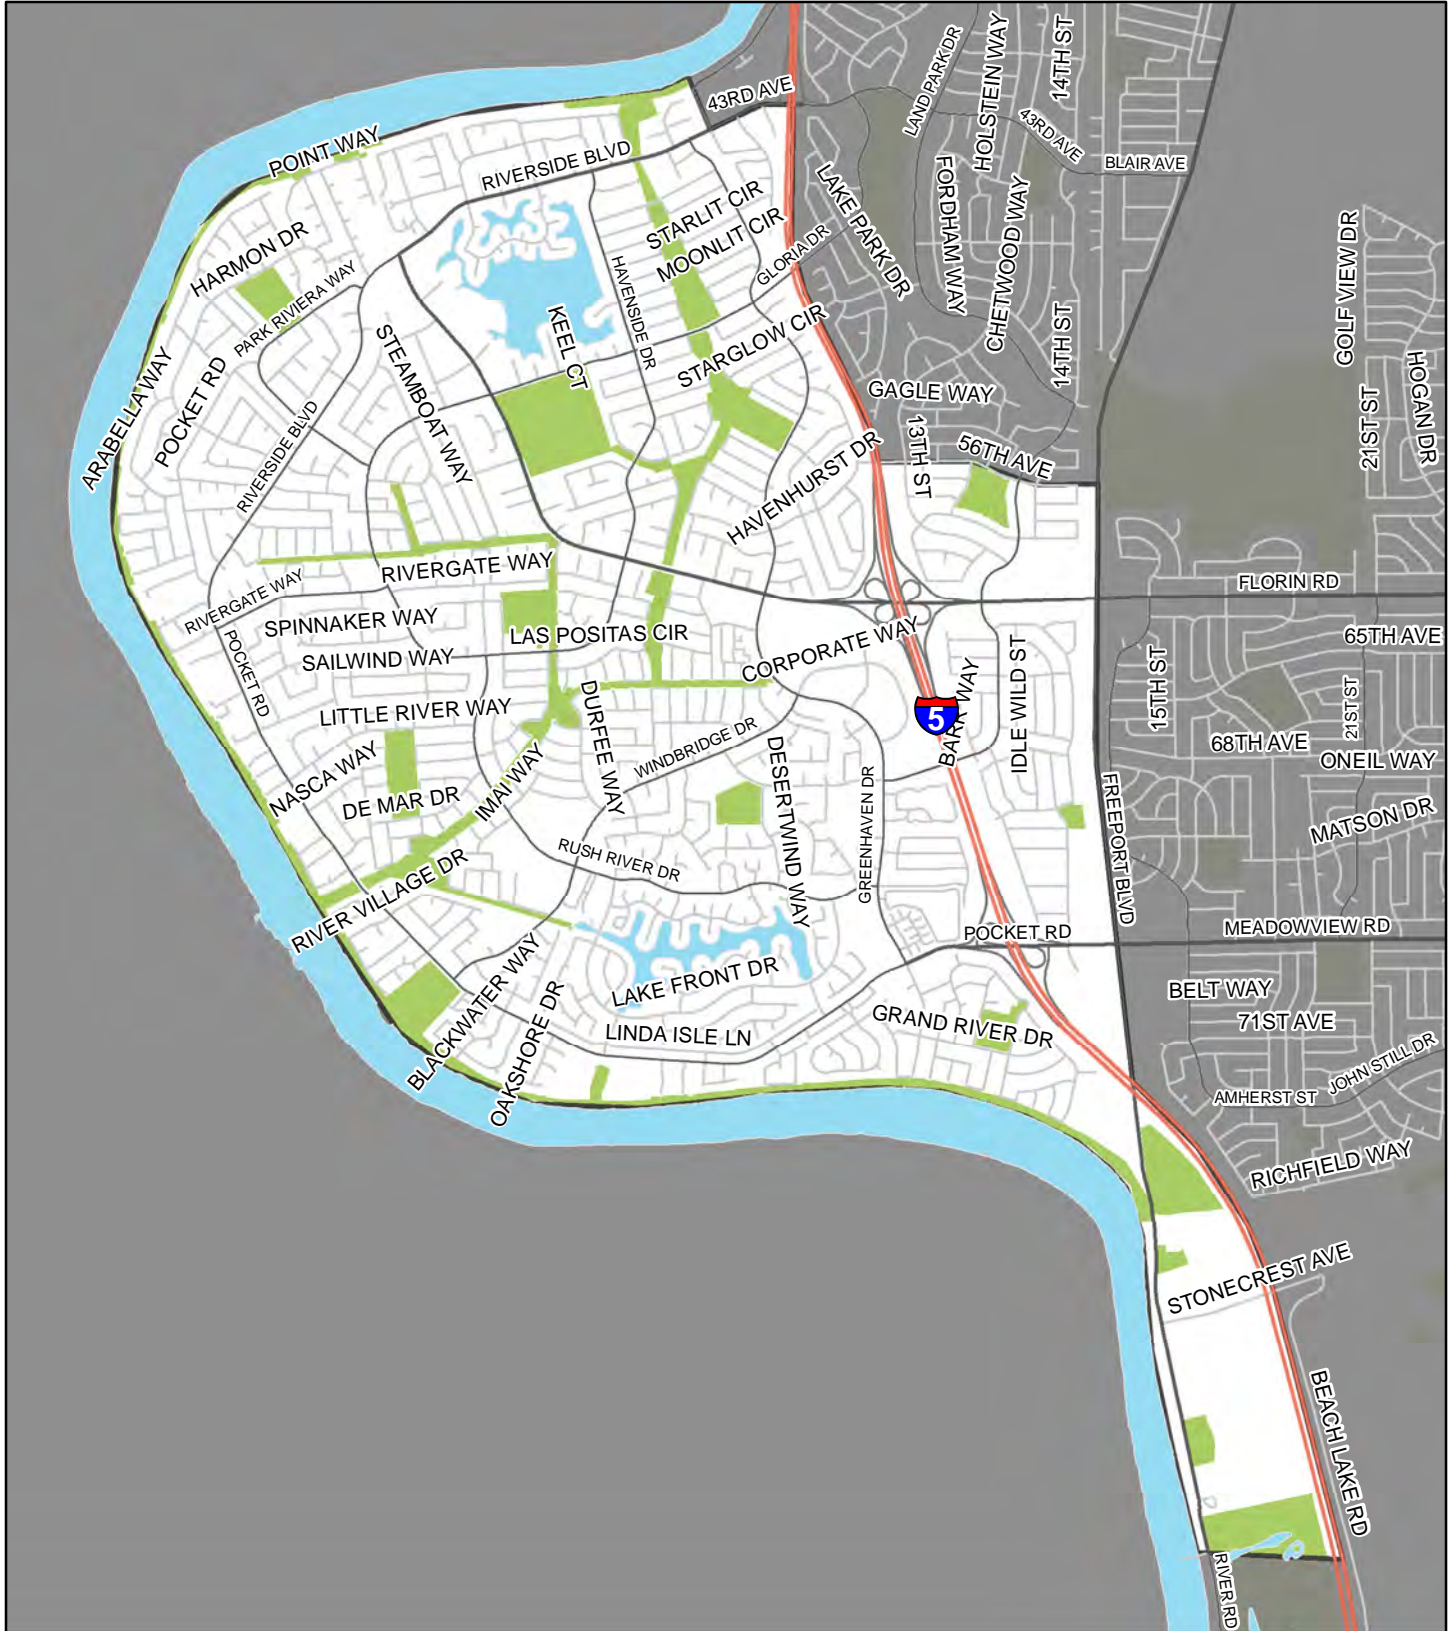 43RD AVE
LAND PARK DR
HOLSTEIN WAY
14TH ST
POINT WAY
RIVERSIDE BLVD
43RD AVE
BLAIR AVE
LAKE PARK DR
FORDHAM WAY
CHETWOOD WAY
STARLIT CIR
MOONLIT CIR
GLORIA DR
HARMON DR
PARK RIVIERA WAY
HAVENSIDE DR
KEEL CT
STARGLOW CIR
14TH ST
GOLF VIEW DR
HOGAN DR
21ST ST
ARABELLA WAY
POCKET RD
STEAMBOAT WAY
RIVERSIDE BLVD
GAGLE WAY
13TH ST
56TH AVE
HAVENHURST DR
RIVERGATE WAY
RIVERGATE WAY
FLORIN RD
SPINNAKER WAY
LAS POSITAS CIR
CORPORATE WAY
65TH AVE
SAILWIND WAY
POCKET RD
IDLE WILD ST
15TH ST
21ST ST
LITTLE RIVER WAY
DURFEE WAY
WINDBRIDGE DR
5
BARR WAY
68TH AVE
ONEIL WAY
NASCA WAY
DE MAR DR
IMAI WAY
DESERTWIND WAY
GREENHAVEN DR
FREEPORT BLVD
MATSON DR
RUSH RIVER DR
RIVER VILLAGE DR
POCKET RD
MEADOWVIEW RD
BLACKWATER WAY
OAKSHORE DR
LAKE FRONT DR
LINDA ISLE LN
GRAND RIVER DR
BELT WAY
71ST AVE
JOHN STILL DR
AMHERST ST
RICHFIELD WAY
STONECREST AVE
BEACH LAKE RD
RIVER RD